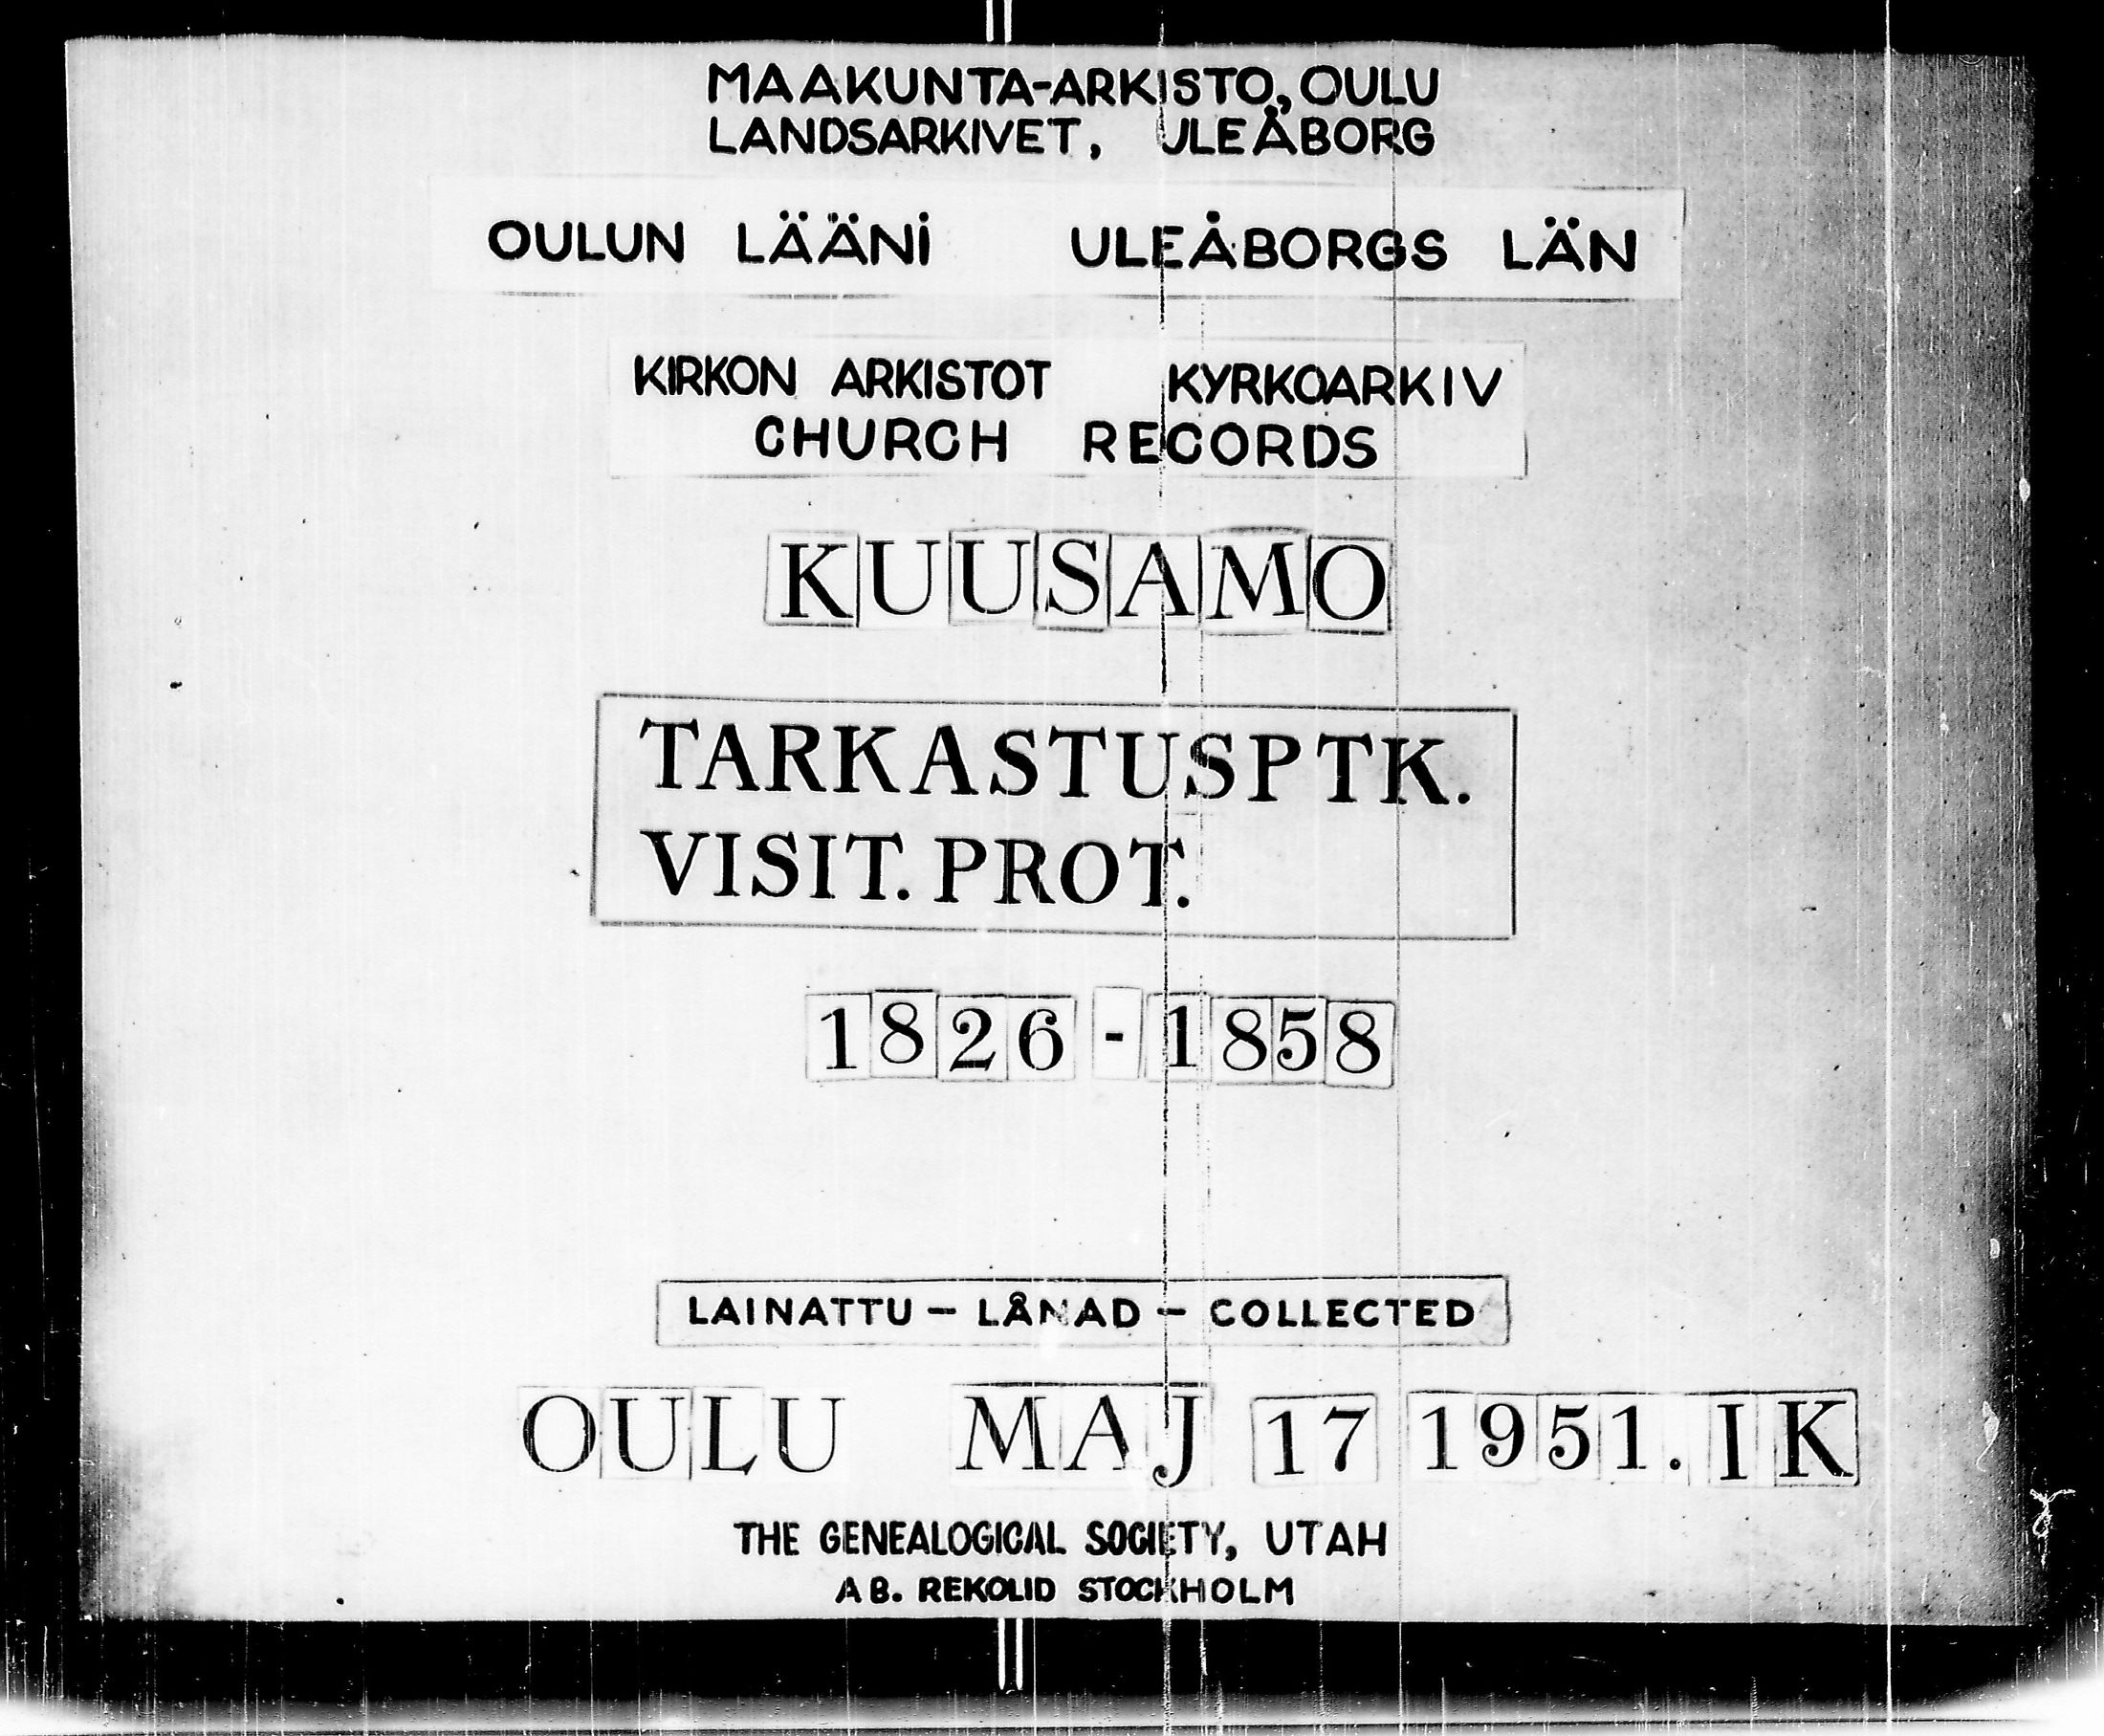 MAAKUNTA-ARKISTO, OULU
LANDSARKIVET, ULEÅBORG
OULUN LÄÄNI ULEÅBORGS LÄN
KIRKON ARKISTOT KYRKOARKIV
CHURCH RECORDS
KUUSAMO
TARKASTUSPTK.
VISIT. PROT.
1826-1858
LAINATTU - LÅNAD - COLLECTED
OULU MAJ 17 1951. IK
THE GENEALOGICAL SOCIETY, UTAH
AB. REKOLID STOCKHOLM